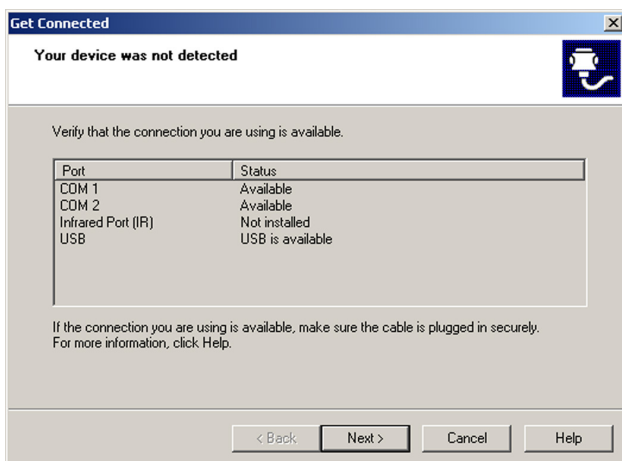 Get Connected
Your device was not detected
Verify that the connection you are using is available.
Port Status
COM 1 Available
COM 2 Available
Infrared Port (IR) Not installed
USB USB is available
If the connection you are using is available, make sure the cable is plugged in securely.
For more information, click Help.
< Back Next > Cancel Help